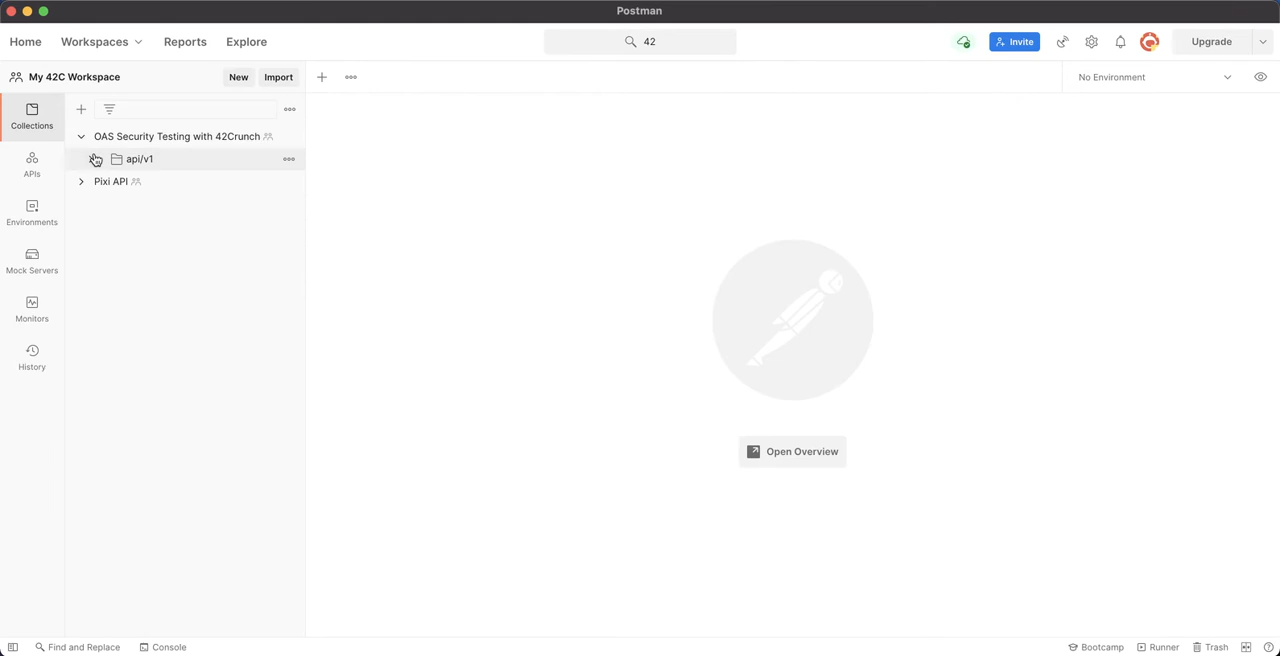 Postman
Home Workspaces Reports Explore 42 Invite Upgrade
My 42C Workspace New Import No Environment
Collections
OAS Security Testing with 42Crunch
api/v1
APIs
Pixi API
Environments
Mock Servers
Monitors
History
Open Overview
Find and Replace Console Bootcamp Runner Trash